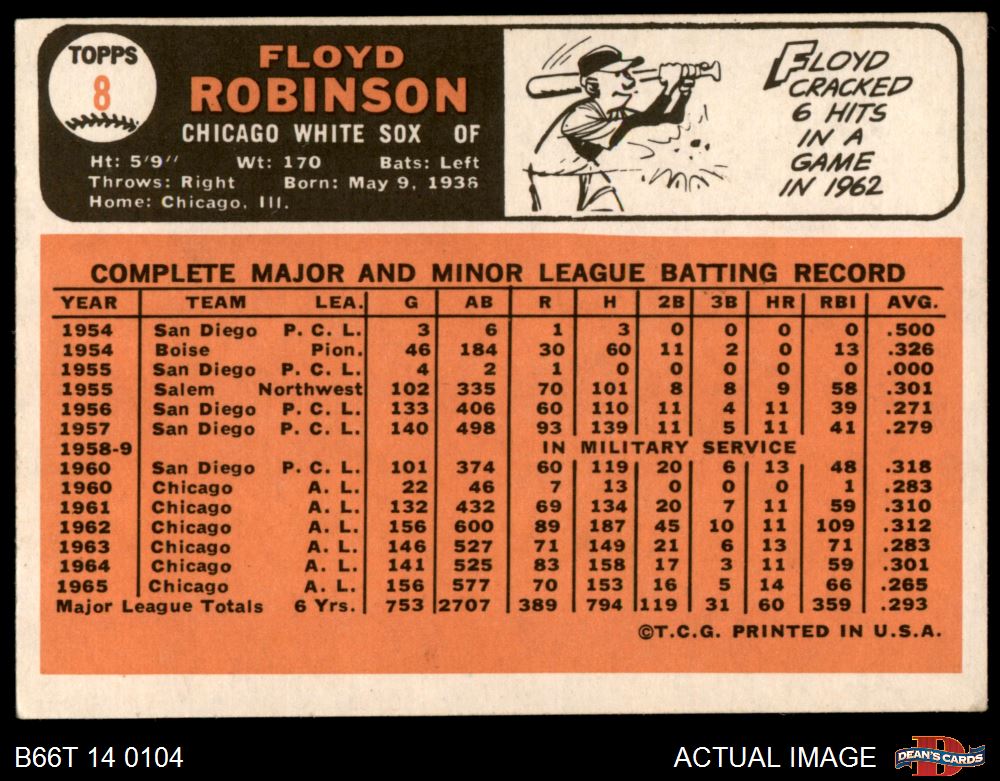 TOPPS
8
FLOYD
ROBINSON
CHICAGO WHITE SOX OF
Ht: 5'9" Wt: 170 Bats: Left
Throws: Right Born: May 9, 1936
Home: Chicago, Ill.
FLOYD
CRACKED
6 HITS
IN A
GAME
IN 1962
COMPLETE MAJOR AND MINOR LEAGUE BATTING RECORD
YEAR TEAM LEA. G AB R H 2B 3B HR RBI AVG.
1954 San Diego P. C. L. 3 6 1 3 0 0 0 0 .500
1954 Boise Pion. 46 184 30 60 11 2 0 13 .326
1955 San Diego P. C. L. 4 2 1 0 0 0 0 0 .000
1955 Salem Northwest 102 335 70 101 8 8 9 58 .301
1956 San Diego P. C. L. 133 406 60 110 11 4 11 39 .271
1957 San Diego P. C. L. 140 498 93 139 11 5 11 41 .279
1958-9 IN MILITARY SERVICE
1960 San Diego P. C. L. 101 374 60 119 20 6 13 48 .318
1960 Chicago A. L. 22 46 7 13 0 0 0 1 .283
1961 Chicago A. L. 132 432 69 134 20 7 11 59 .310
1962 Chicago A. L. 156 600 89 187 45 10 11 109 .312
1963 Chicago A. L. 146 527 71 149 21 6 13 71 .283
1964 Chicago A. L. 141 525 83 158 17 3 11 59 .301
1965 Chicago A. L. 156 577 70 153 16 5 14 66 .265
Major League Totals 6 Yrs. 753 2707 389 794 119 31 60 359 .293
©T.C.G. PRINTED IN U.S.A.
B66T 14 0104
ACTUAL IMAGE
DEAN'S CARDS